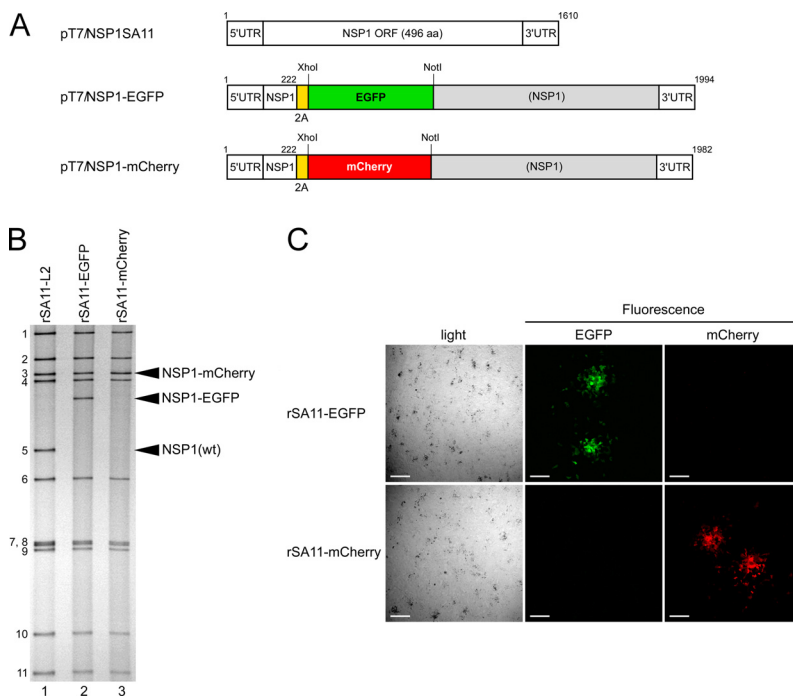 A
pT7/NSP1SA11
1
1610
5'UTR
NSP1 ORF (496 aa)
3'UTR
pT7/NSP1-EGFP
1
222
XhoI
NotI
1994
5'UTR
NSP1
EGFP
(NSP1)
3'UTR
2A
pT7/NSP1-mCherry
1
222
XhoI
NotI
1982
5'UTR
NSP1
mCherry
(NSP1)
3'UTR
2A
B
rSA11-L2
rSA11-EGFP
rSA11-mCherry
1
2
3
4
5
6
7, 8
9
10
11
NSP1-mCherry
NSP1-EGFP
NSP1(wt)
1 2 3
C
Fluorescence
light
EGFP
mCherry
rSA11-EGFP
rSA11-mCherry